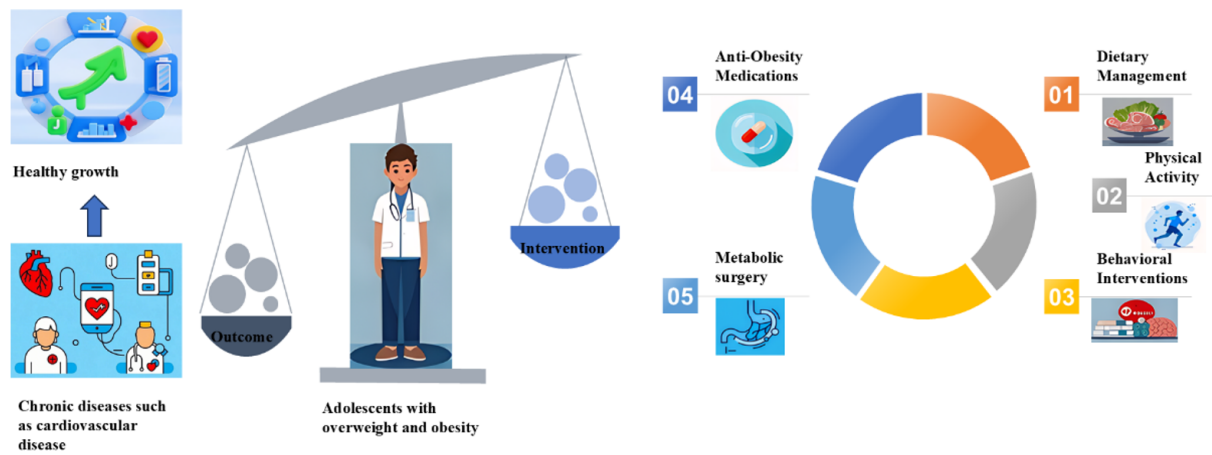 Healthy growth
Chronic diseases such
as cardiovascular
disease
Outcome
Intervention
Adolescents with
overweight and obesity
04
Anti-Obesity
Medications
05
Metabolic
surgery
01
Dietary
Management
02
Physical
Activity
03
Behavioral
Interventions